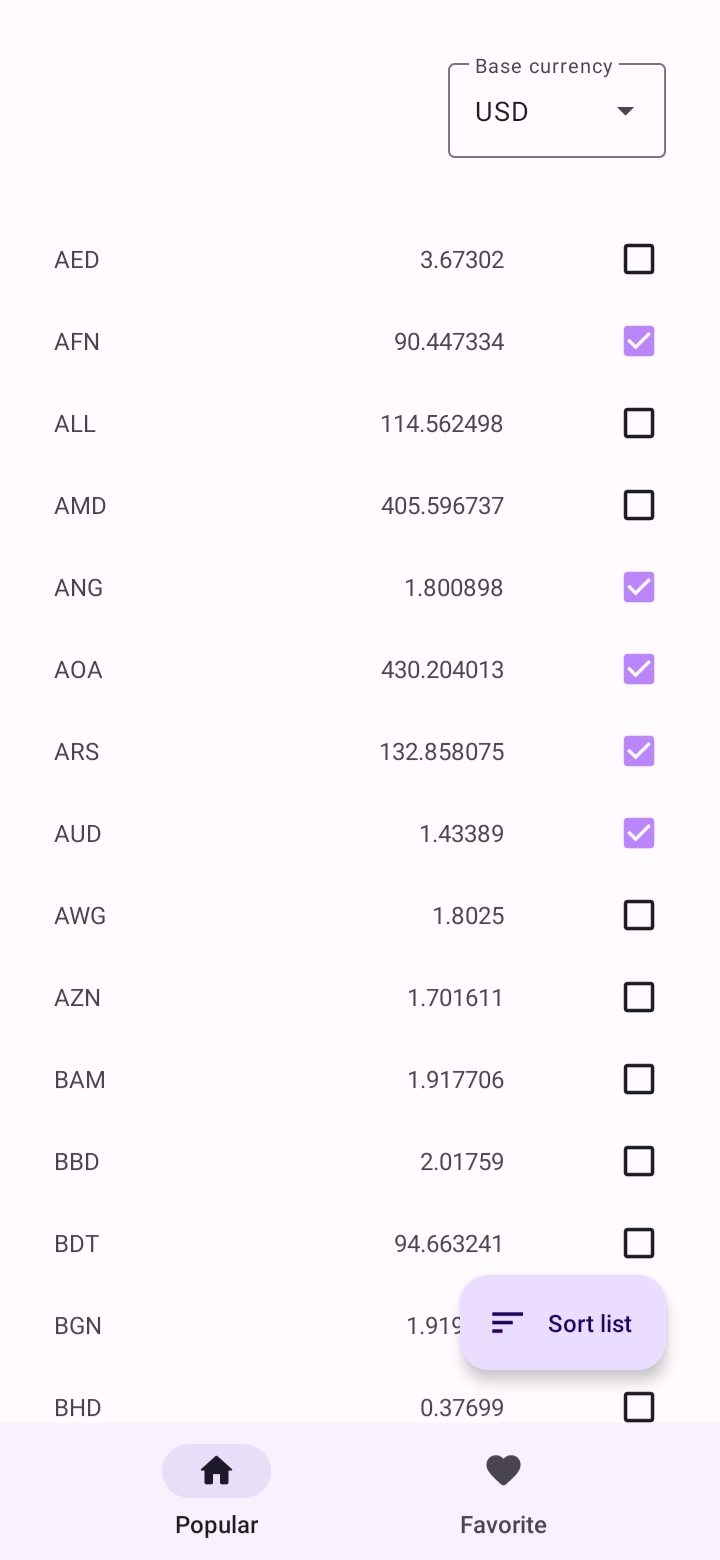 Base currency
USD
AED 3.67302
AFN 90.447334
ALL 114.562498
AMD 405.596737
ANG 1.800898
AOA 430.204013
ARS 132.858075
AUD 1.43389
AWG 1.8025
AZN 1.701611
BAM 1.917706
BBD 2.01759
BDT 94.663241
BGN 1.919
Sort list
BHD 0.37699
Popular Favorite